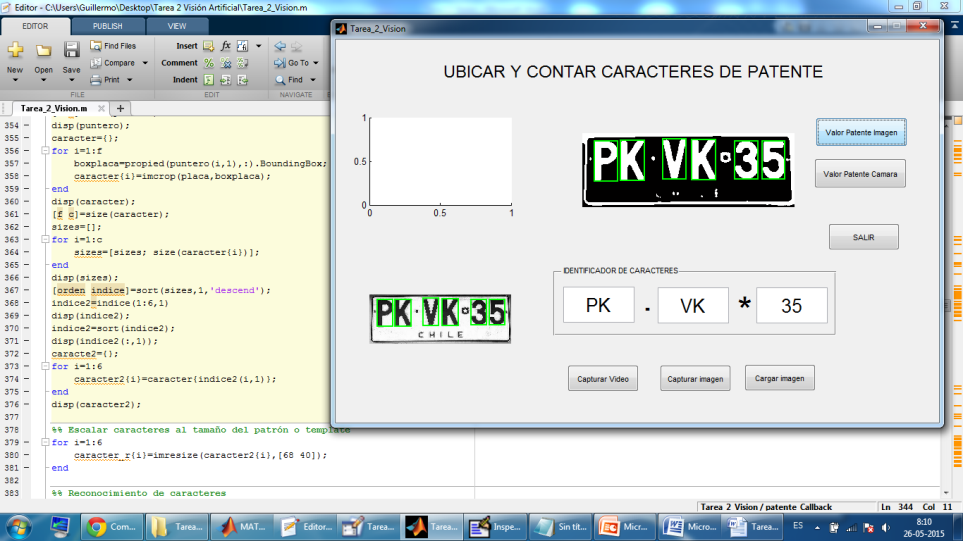 Editor - C:\Users\Guillermo\Desktop\Tarea 2 Visión Artificial\Tarea_2_Vision.m
EDITOR PUBLISH VIEW
New Open Save
Find Files
Compare
Print
Insert fx
Comment
Indent
Go To
Find
FILE EDIT NAVIGATE
Tarea_2_Vision.m
354 disp(puntero);
355 caracter={};
356 for i=1:f
357 boxplaca=propied(puntero(i,1),:).BoundingBox;
358 caracter{i}=imcrop(placa,boxplaca);
359 end
360 disp(caracter);
361 [f c]=size(caracter);
362 sizes=[];
363 for i=1:c
364 sizes=[sizes; size(caracter{i})];
365 end
366 disp(sizes);
367 [orden indice]=sort(sizes,1,'descend');
368 indice2=indice(1:6,1)
369 disp(indice2);
370 indice2=sort(indice2);
371 disp(indice2(:,1));
372 caracte2={};
373 for i=1:6
374 caracter2{i}=caracter{indice2(i,1)};
375 end
376 disp(caracter2);
377
378 %% Escalar caracteres al tamaño del patrón o template
379 for i=1:6
380 caracter_r{i}=imresize(caracter2{i},[68 40]);
381 end
382
383 %% Reconocimiento de caracteres
Tarea_2_Vision
UBICAR Y CONTAR CARACTERES DE PATENTE
1
0.5
0
0 0.5 1
PK·VK 35
Valor Patente Imagen
Valor Patente Camara
SALIR
PK·VK 35
CHILE
IDENTIFICADOR DE CARACTERES
PK . VK * 35
Capturar Video
Capturar imagen
Cargar imagen
Tarea_2_Vision / patente_Callback Ln 344 Col 11
Com... Tarea... MAT... Editor... Tarea... Tarea... Inspe... Sin tít... Micr... Micro... Tarea... ES 8:10
26-05-2015